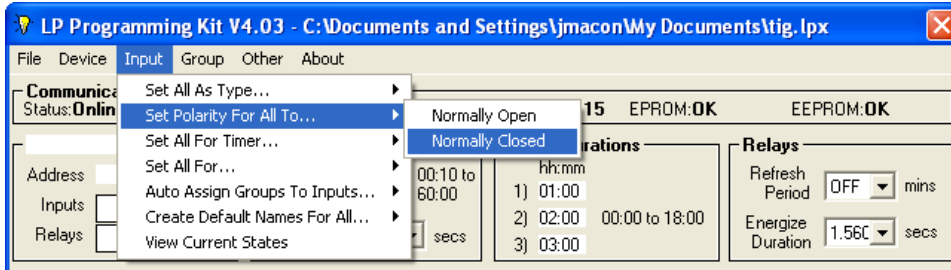 LP Programming Kit V4.03 - C:\Documents and Settings\jmacon\My Documents\tig.lpx
File Device Input Group Other About
Communica
Status:Onlin
15 EPROM:OK EEPROM:OK
Set All As Type...
Set Polarity For All To...
Set All For Timer...
Set All For...
Auto Assign Groups To Inputs...
Create Default Names For All...
View Current States
Normally Open
Normally Closed
Address
Inputs
Relays
00:10 to
60:00
secs
rations
hh:mm
1) 01:00
2) 02:00 00:00 to 18:00
3) 03:00
Relays
Refresh
Period OFF mins
Energize
Duration 1.560 secs